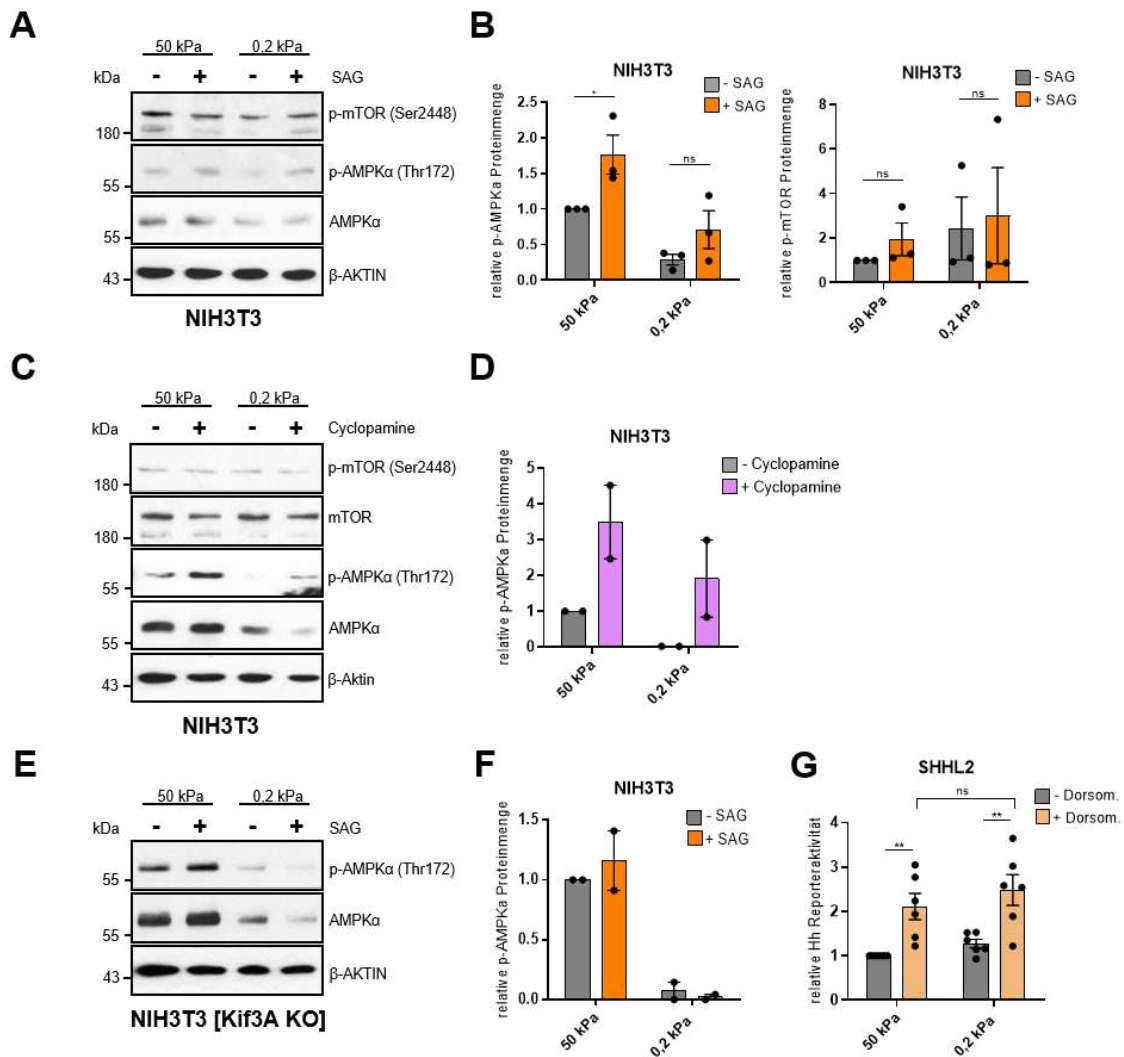 A
50 kPa 0,2 kPa
kDa - + - + SAG
p-mTOR (Ser2448)
180
p-AMPKα (Thr172)
55
AMPKα
55
β-AKTIN
43
NIH3T3
B
NIH3T3
- SAG
+ SAG
relative p-AMPKa Proteinmenge
2.5
2.0
1.5
1.0
0.5
0.0
*
ns
50 kPa
0,2 kPa
NIH3T3
- SAG
+ SAG
relative p-mTOR Proteinmenge
8
6
4
2
0
ns
ns
50 kPa
0,2 kPa
C
50 kPa 0,2 kPa
kDa - + - + Cyclopamine
p-mTOR (Ser2448)
180
mTOR
180
p-AMPKα (Thr172)
55
AMPKα
55
β-Aktin
43
NIH3T3
D
NIH3T3
- Cyclopamine
+ Cyclopamine
relative p-AMPKa Proteinmenge
5
4
3
2
1
0
50 kPa
0,2 kPa
E
50 kPa 0,2 kPa
kDa - + - + SAG
p-AMPKα (Thr172)
55
AMPKα
55
β-AKTIN
43
NIH3T3 [Kif3A KO]
F
NIH3T3
- SAG
+ SAG
relative p-AMPKa Proteinmenge
1.5
1.0
0.5
0.0
50 kPa
0,2 kPa
G
SHHL2
- Dorsom.
+ Dorsom.
relative Hh Reporteraktivität
4
3
2
1
0
ns
**
**
50 kPa
0,2 kPa